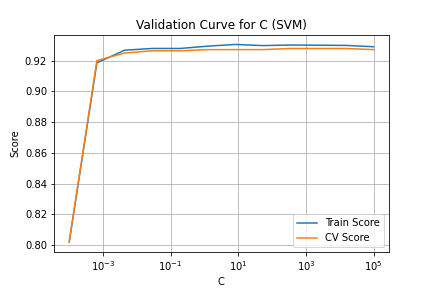 Validation Curve for C (SVM)
0.92
0.90
0.88
0.86
0.84
0.82
0.80
Score
10⁻³
10⁻¹
10¹
10³
10⁵
C
Train Score
CV Score